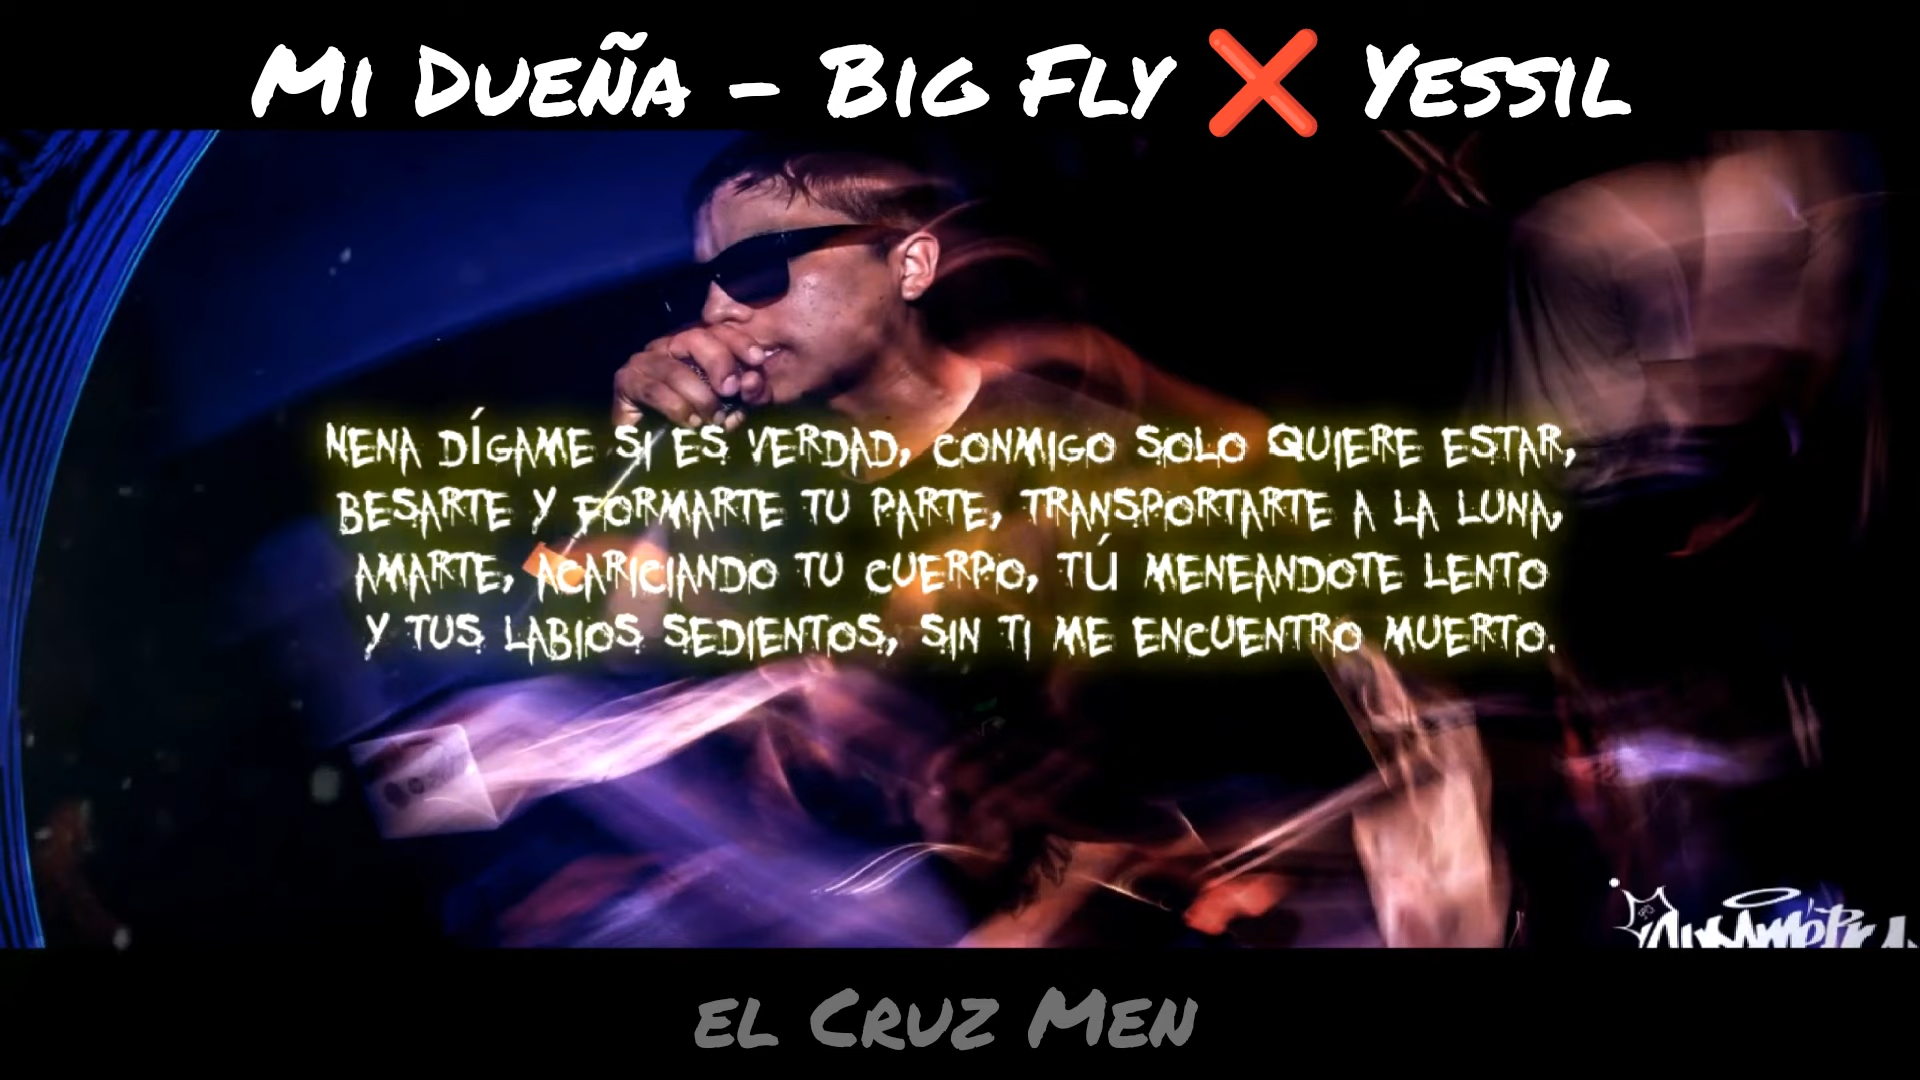 Mi Dueña - Big Fly ❌ Yessil
NENA DÍGAME SI ES VERDAD, CONMIGO SOLO QUIERE ESTAR,
BESARTE Y FORMARTE TU PARTE, TRANSPORTARTE A LA LUNA,
AMARTE, ACARICIANDO TU CUERPO, TÚ MENEANDOTE LENTO
Y TUS LABIOS SEDIENTOS, SIN TI ME ENCUENTRO MUERTO.
el Cruz Men